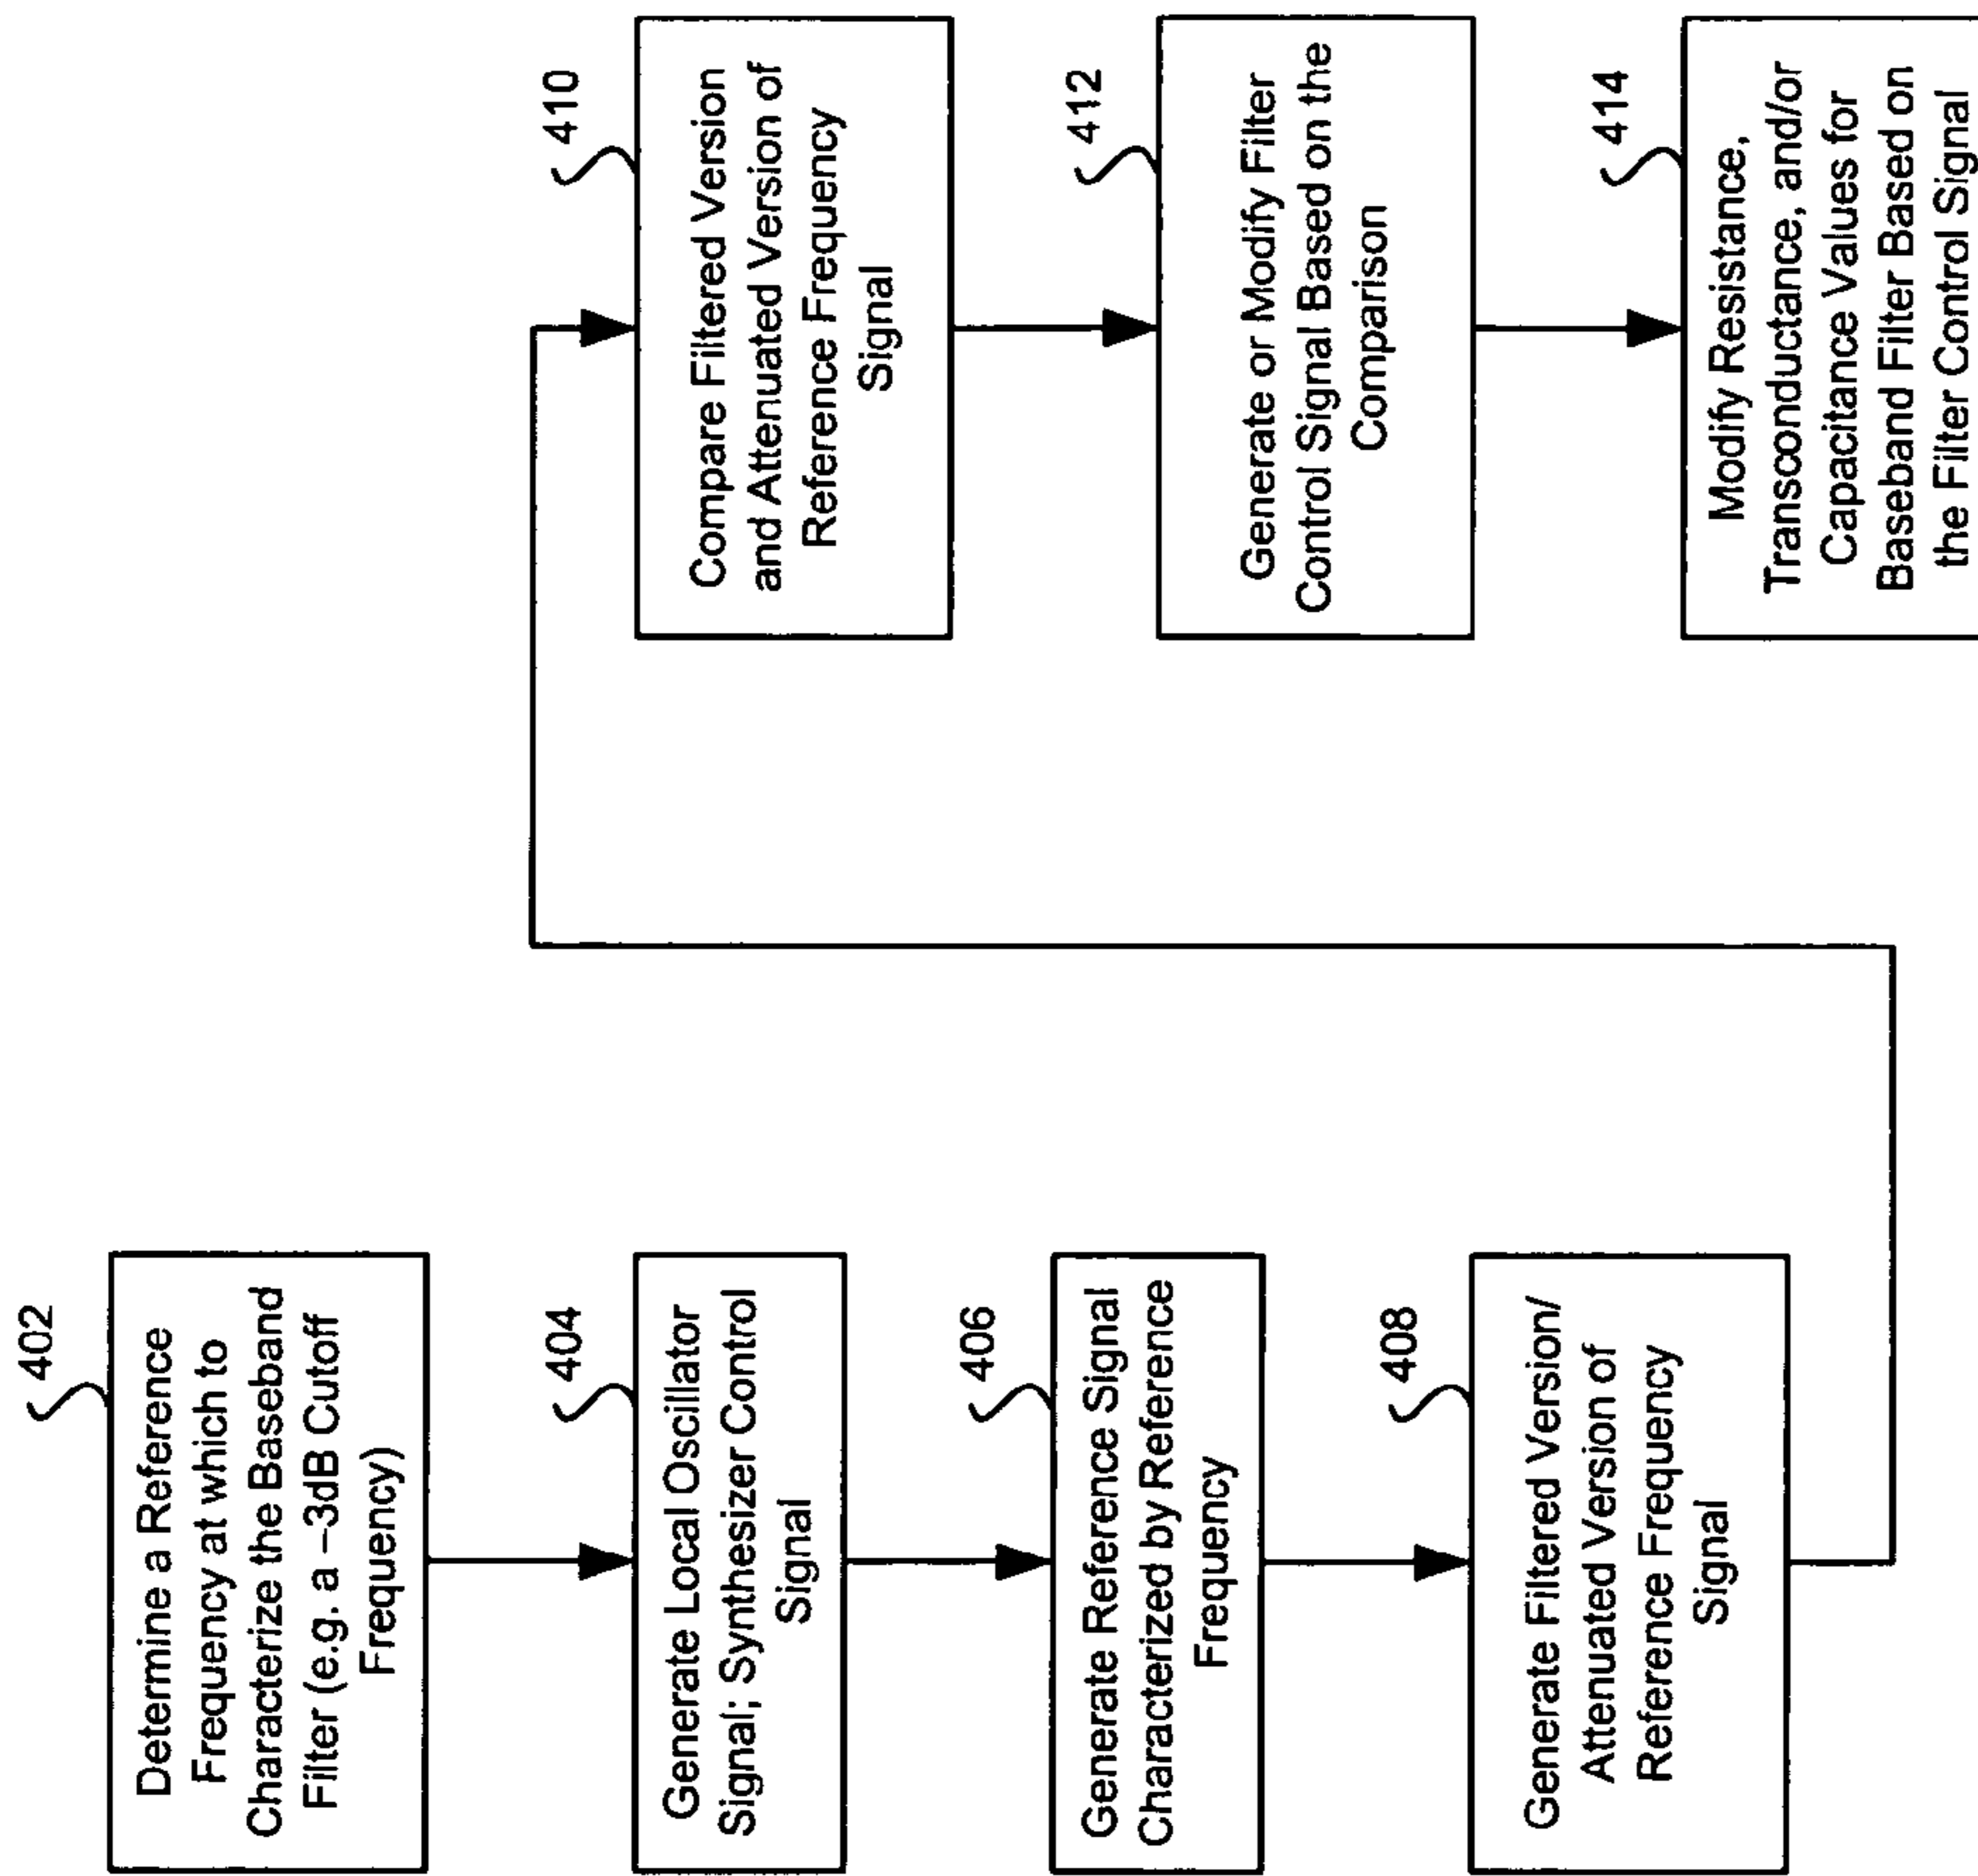 402
Determine a Reference
Frequency at which to
Characterize the Baseband
Filter (e.g. a –3dB Cutoff
Frequency)
404
Generate Local Oscillator
Signal; Synthesizer Control
Signal
406
Generate Reference Signal
Characterized by Reference
Frequency
408
Generate Filtered Version/
Attenuated Version of
Reference Frequency
Signal
410
Compare Filtered Version
and Attenuated Version of
Reference Frequency
Signal
412
Generate or Modify Filter
Control Signal Based on the
Comparison
414
Modify Resistance,
Transconductance, and/or
Capacitance Values for
Baseband Filter Based on
the Filter Control Signal